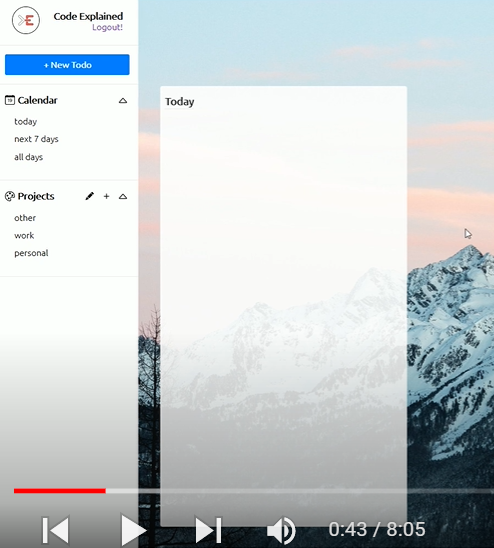 E
Code Explained
Logout!
+ New Todo
19 Calendar
today
next 7 days
all days
Projects +
other
work
personal
Today
0:43 / 8:05